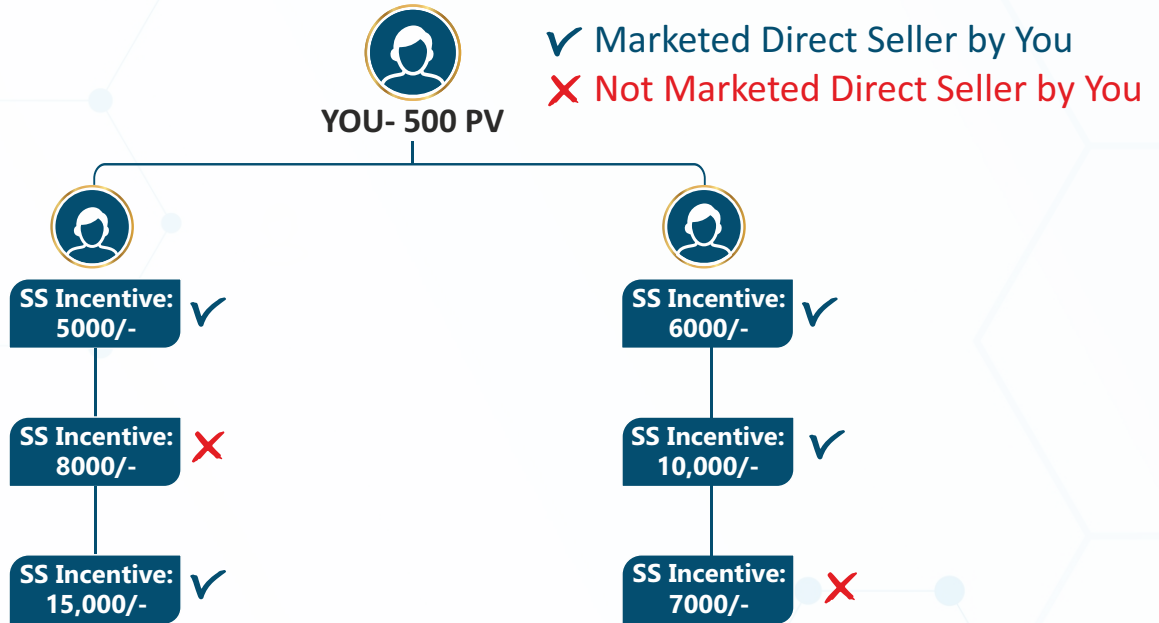 ✓ Marketed Direct Seller by You
✗ Not Marketed Direct Seller by You
YOU- 500 PV
SS Incentive:
5000/-
SS Incentive:
6000/-
SS Incentive:
8000/-
SS Incentive:
10,000/-
SS Incentive:
15,000/-
SS Incentive:
7000/-